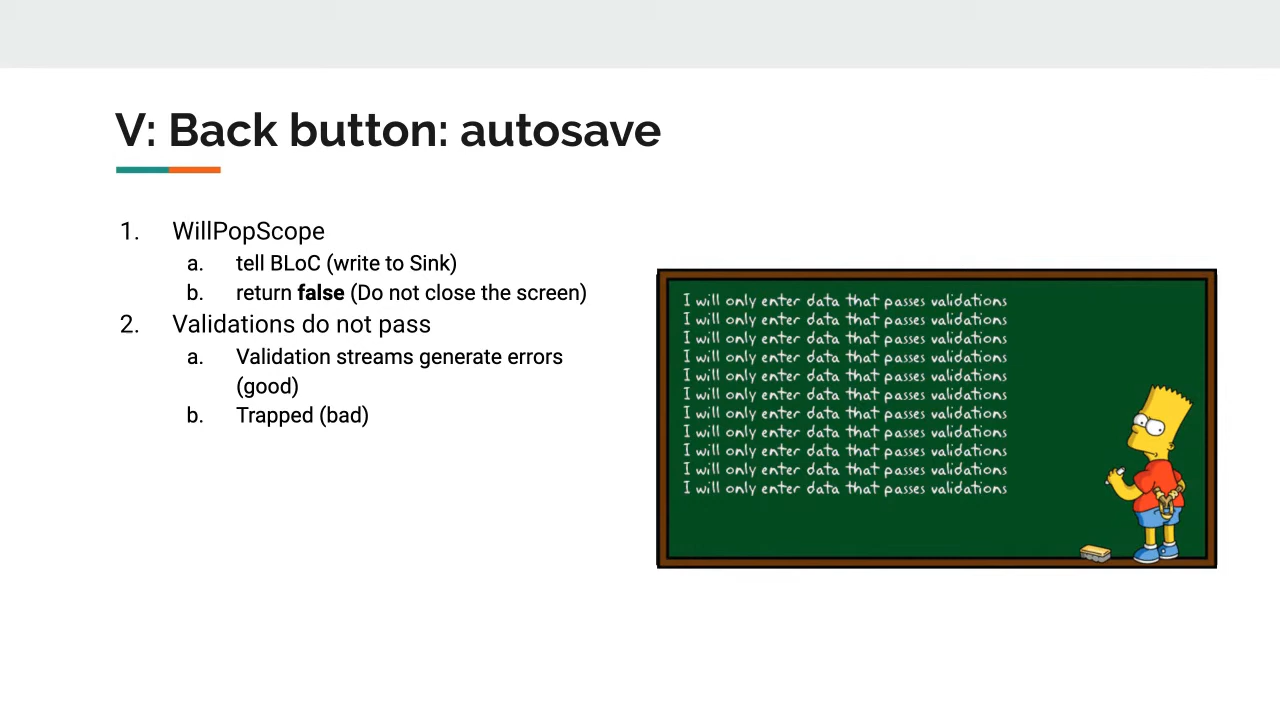 V: Back button: autosave
1. WillPopScope
a. tell BLoC (write to Sink)
b. return false (Do not close the screen)
2. Validations do not pass
a. Validation streams generate errors
(good)
b. Trapped (bad)
I will only enter data that passes validations
I will only enter data that passes validations
I will only enter data that passes validations
I will only enter data that passes validations
I will only enter data that passes validations
I will only enter data that passes validations
I will only enter data that passes validations
I will only enter data that passes validations
I will only enter data that passes validations
I will only enter data that passes validations
I will only enter data that passes validations